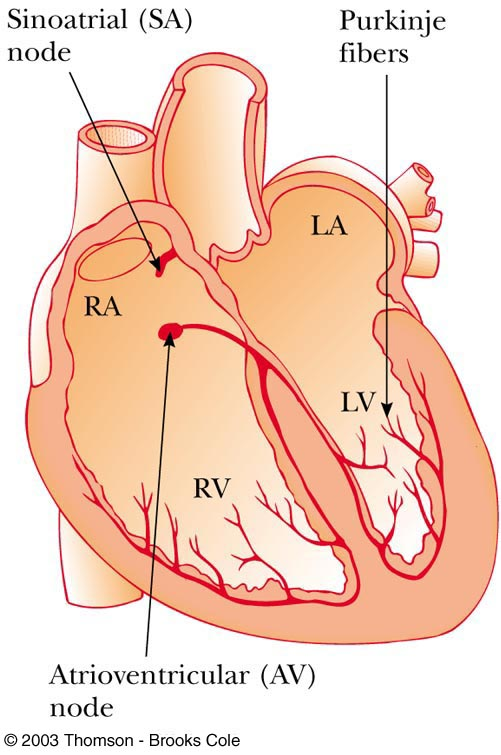 Sinoatrial (SA)
node
Purkinje
fibers
LA
RA
LV
RV
Atrioventricular (AV)
node
© 2003 Thomson - Brooks Cole